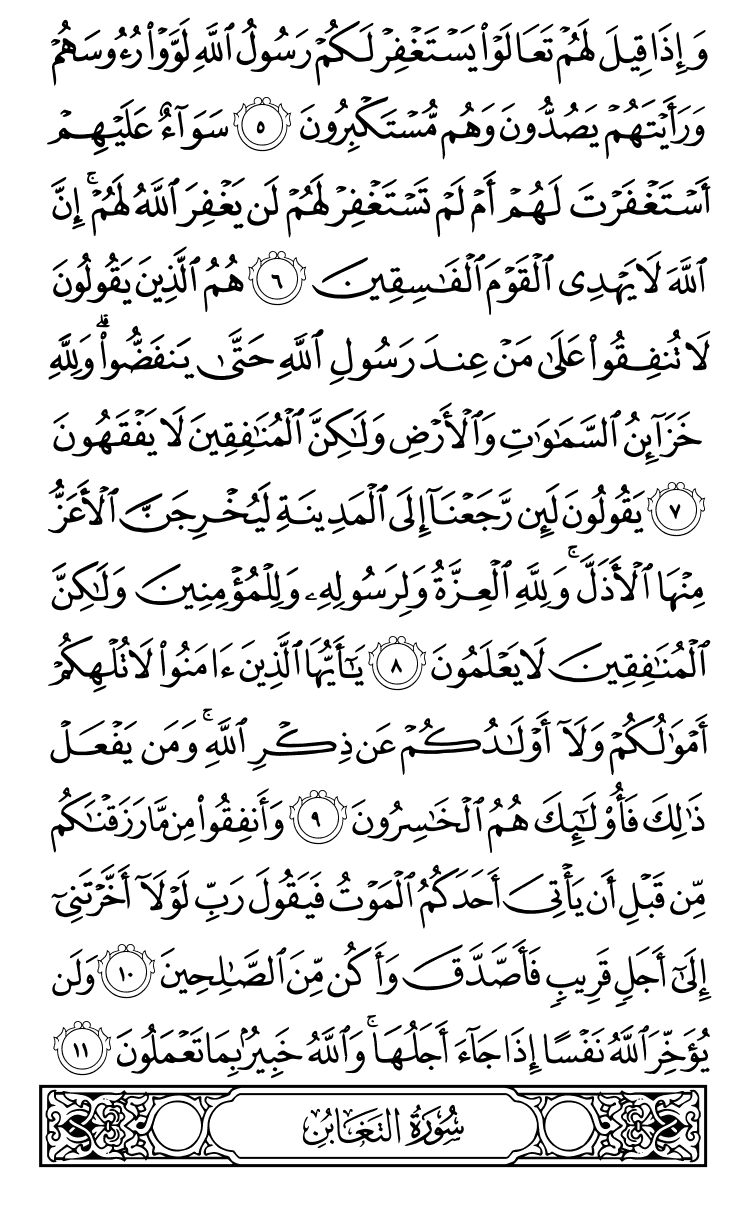 وَإِذَا قِيلَ لَهُمْ تَعَالَوْا۟ يَسْتَغْفِرْ لَكُمْ رَسُولُ ٱللَّهِ لَوَّوْا۟ رُءُوسَهُمْ
وَرَأَيْتَهُمْ يَصُدُّونَ وَهُم مُّسْتَكْبِرُونَ ٥ سَوَآءٌ عَلَيْهِمْ
أَسْتَغْفَرْتَ لَهُمْ أَمْ لَمْ تَسْتَغْفِرْ لَهُمْ لَن يَغْفِرَ ٱللَّهُ لَهُمْ ۚ إِنَّ
ٱللَّهَ لَا يَهْدِى ٱلْقَوْمَ ٱلْفَـٰسِقِينَ ٦ هُمُ ٱلَّذِينَ يَقُولُونَ
لَا تُنفِقُوا۟ عَلَىٰ مَنْ عِندَ رَسُولِ ٱللَّهِ حَتَّىٰ يَنفَضُّوا۟ ۗ وَلِلَّهِ
خَزَآئِنُ ٱلسَّمَـٰوَٰتِ وَٱلْأَرْضِ وَلَـٰكِنَّ ٱلْمُنَـٰفِقِينَ لَا يَفْقَهُونَ
٧ يَقُولُونَ لَئِن رَّجَعْنَآ إِلَى ٱلْمَدِينَةِ لَيُخْرِجَنَّ ٱلْأَعَزُّ
مِنْهَا ٱلْأَذَلَّ ۚ وَلِلَّهِ ٱلْعِزَّةُ وَلِرَسُولِهِۦ وَلِلْمُؤْمِنِينَ وَلَـٰكِنَّ
ٱلْمُنَـٰفِقِينَ لَا يَعْلَمُونَ ٨ يَـٰٓأَيُّهَا ٱلَّذِينَ ءَامَنُوا۟ لَا تُلْهِكُمْ
أَمْوَٰلُكُمْ وَلَآ أَوْلَـٰدُكُمْ عَن ذِكْرِ ٱللَّهِ ۚ وَمَن يَفْعَلْ
ذَٰلِكَ فَأُو۟لَـٰٓئِكَ هُمُ ٱلْخَـٰسِرُونَ ٩ وَأَنفِقُوا۟ مِن مَّا رَزَقْنَـٰكُم
مِّن قَبْلِ أَن يَأْتِىَ أَحَدَكُمُ ٱلْمَوْتُ فَيَقُولَ رَبِّ لَوْلَآ أَخَّرْتَنِىٓ
إِلَىٰٓ أَجَلٍ قَرِيبٍ فَأَصَّدَّقَ وَأَكُن مِّنَ ٱلصَّـٰلِحِينَ ١٠ وَلَن
يُؤَخِّرَ ٱللَّهُ نَفْسًا إِذَا جَآءَ أَجَلُهَا ۚ وَٱللَّهُ خَبِيرٌۢ بِمَا تَعْمَلُونَ ١١
سُورَةُ التَّغَابُنِ